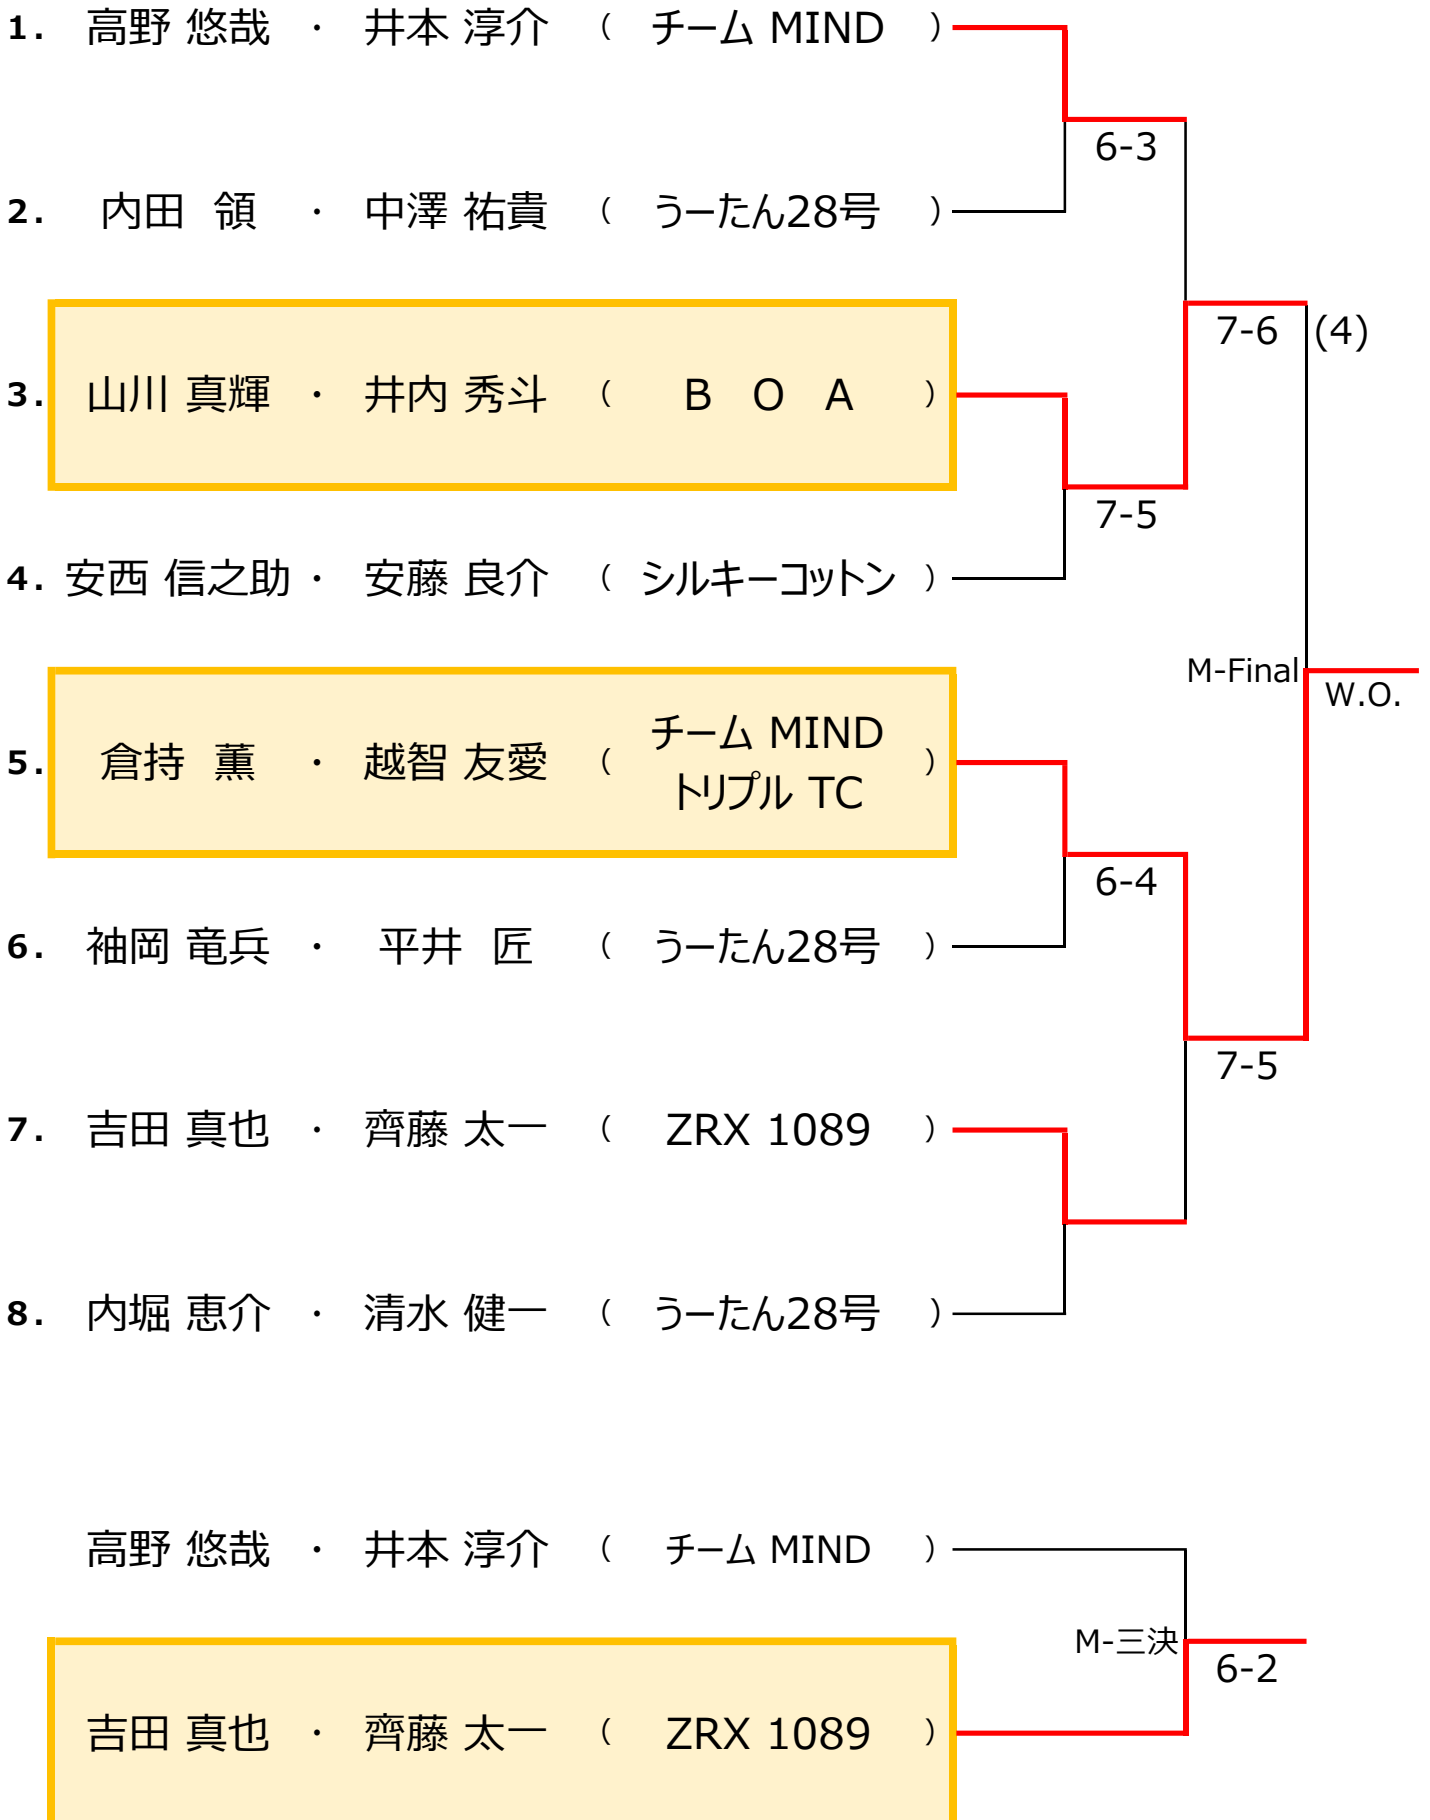 1. 高野 悠哉 ・ 井本 淳介 ( チーム MIND )
6-3
2. 内田 領 ・ 中澤 祐貴 ( うーたん28号 )
7-6 (4)
3. 山川 真輝 ・ 井内 秀斗 ( B O A )
7-5
4. 安西 信之助 ・ 安藤 良介 ( シルキーコットン )
M-Final
W.O.
5. 倉持 薫 ・ 越智 友愛 ( チーム MIND
トリプル TC )
6-4
6. 袖岡 竜兵 ・ 平井 匠 ( うーたん28号 )
7-5
7. 吉田 真也 ・ 齊藤 太一 ( ZRX 1089 )
8. 内堀 恵介 ・ 清水 健一 ( うーたん28号 )
高野 悠哉 ・ 井本 淳介 ( チーム MIND )
M-三決
6-2
吉田 真也 ・ 齊藤 太一 ( ZRX 1089 )